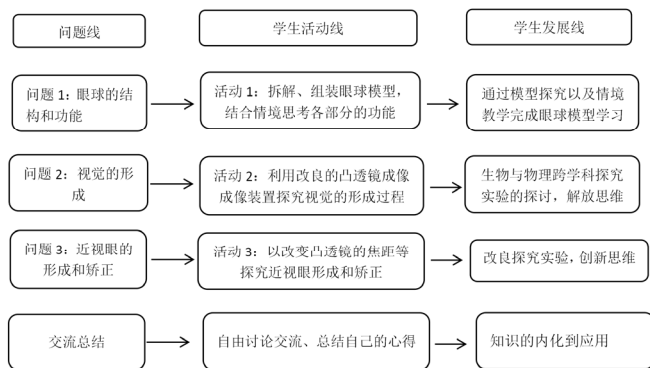 问题线
学生活动线
学生发展线
问题 1：眼球的结
构和功能
活动 1：拆解、组装眼球模型，
结合情境思考各部分的功能
通过模型探究以及情境
教学完成眼球模型学习
问题 2：视觉的形
成
活动 2：利用改良的凸透镜成像
成像装置探究视觉的形成过程
生物与物理跨学科探究
实验的探讨，解放思维
问题 3：近视眼的
形成和矫正
活动 3：以改变凸透镜的焦距等
探究近视眼形成和矫正
改良探究实验，创新思维
交流总结
自由讨论交流、总结自己的心得
知识的内化到应用